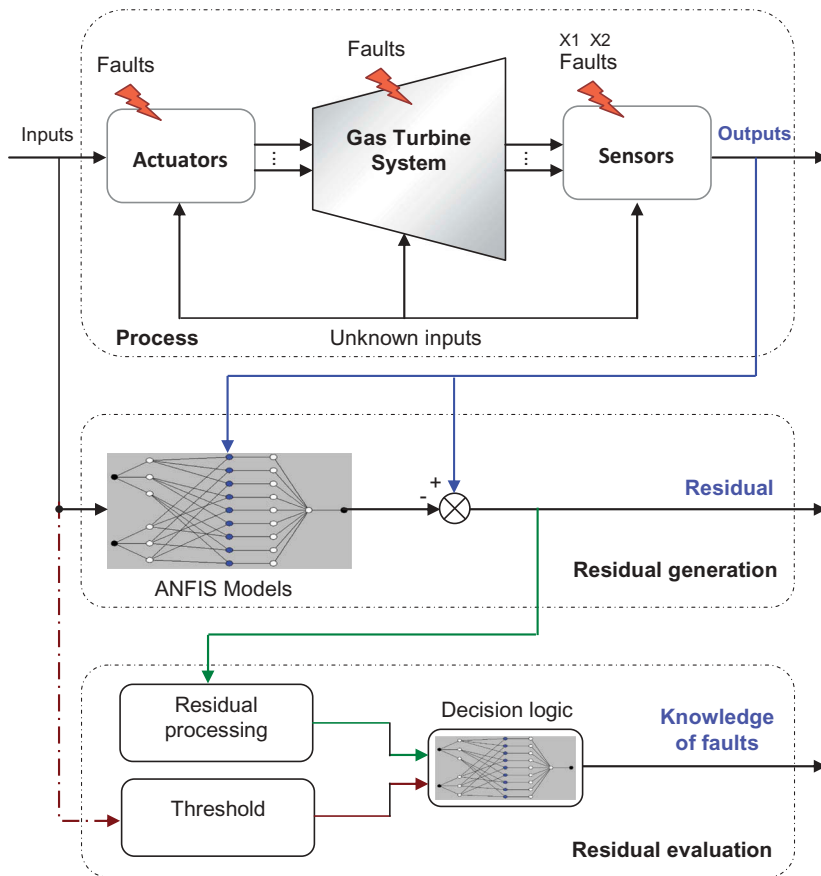 X1 X2
Faults
Faults
Faults
Inputs
Actuators
⋮
Gas Turbine
System
⋮
Sensors
Outputs
Process
Unknown inputs
+
-
Residual
ANFIS Models
Residual generation
Residual
processing
Decision logic
Knowledge
of faults
Threshold
Residual evaluation